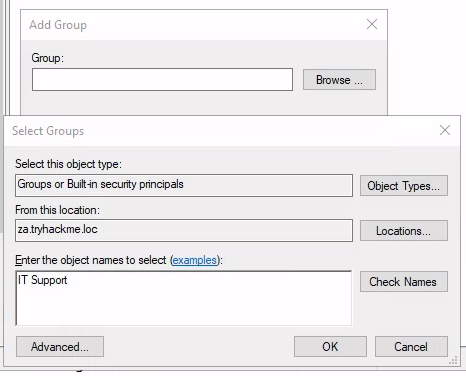 Add Group
Group:
Browse ...
Select Groups
Select this object type:
Groups or Built-in security principals
Object Types...
From this location:
za.tryhackme.loc
Locations...
Enter the object names to select (examples):
IT Support
Check Names
Advanced...
OK
Cancel